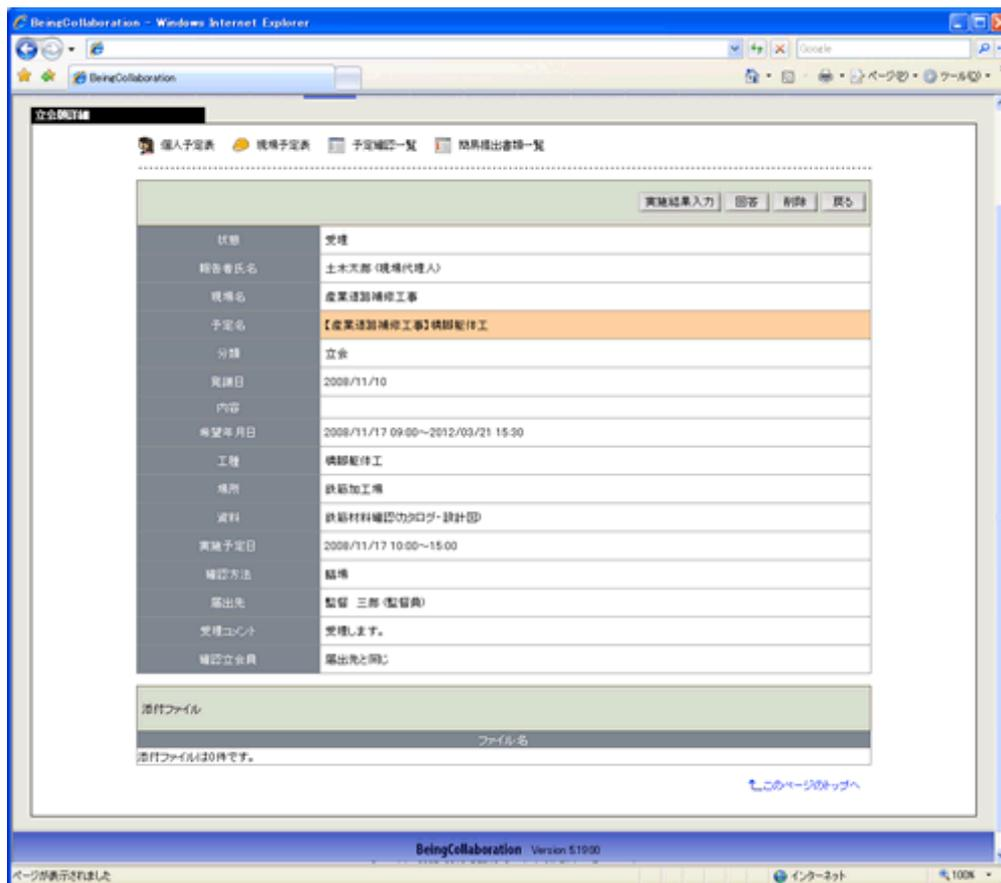 BeingCollaboration - Windows Internet Explorer
Google
BeingCollaboration
ページ(P) ツール(O)
立会願詳細
個人予定表 現場予定表 予定確認一覧 簡易提出書類一覧
実施結果入力 回答 削除 戻る
状態 受理
報告者氏名 土木太郎(現場代理人)
現場名 産業道路補修工事
予定名 【産業道路補修工事】橋脚躯体工
分類 立会
発議日 2008/11/10
内容
希望年月日 2008/11/17 09:00～2012/03/21 15:30
工種 橋脚躯体工
場所 鉄筋加工場
資料 鉄筋材料確認(カタログ・設計図)
実施予定日 2008/11/17 10:00～15:00
確認方法 臨場
届出先 監督 三郎(監督員)
受理コメント 受理します。
確認立会員 届出先と同じ
添付ファイル
ファイル名
添付ファイルは0件です。
このページのトップへ
BeingCollaboration Version 5.19.00
ページが表示されました インターネット 100%